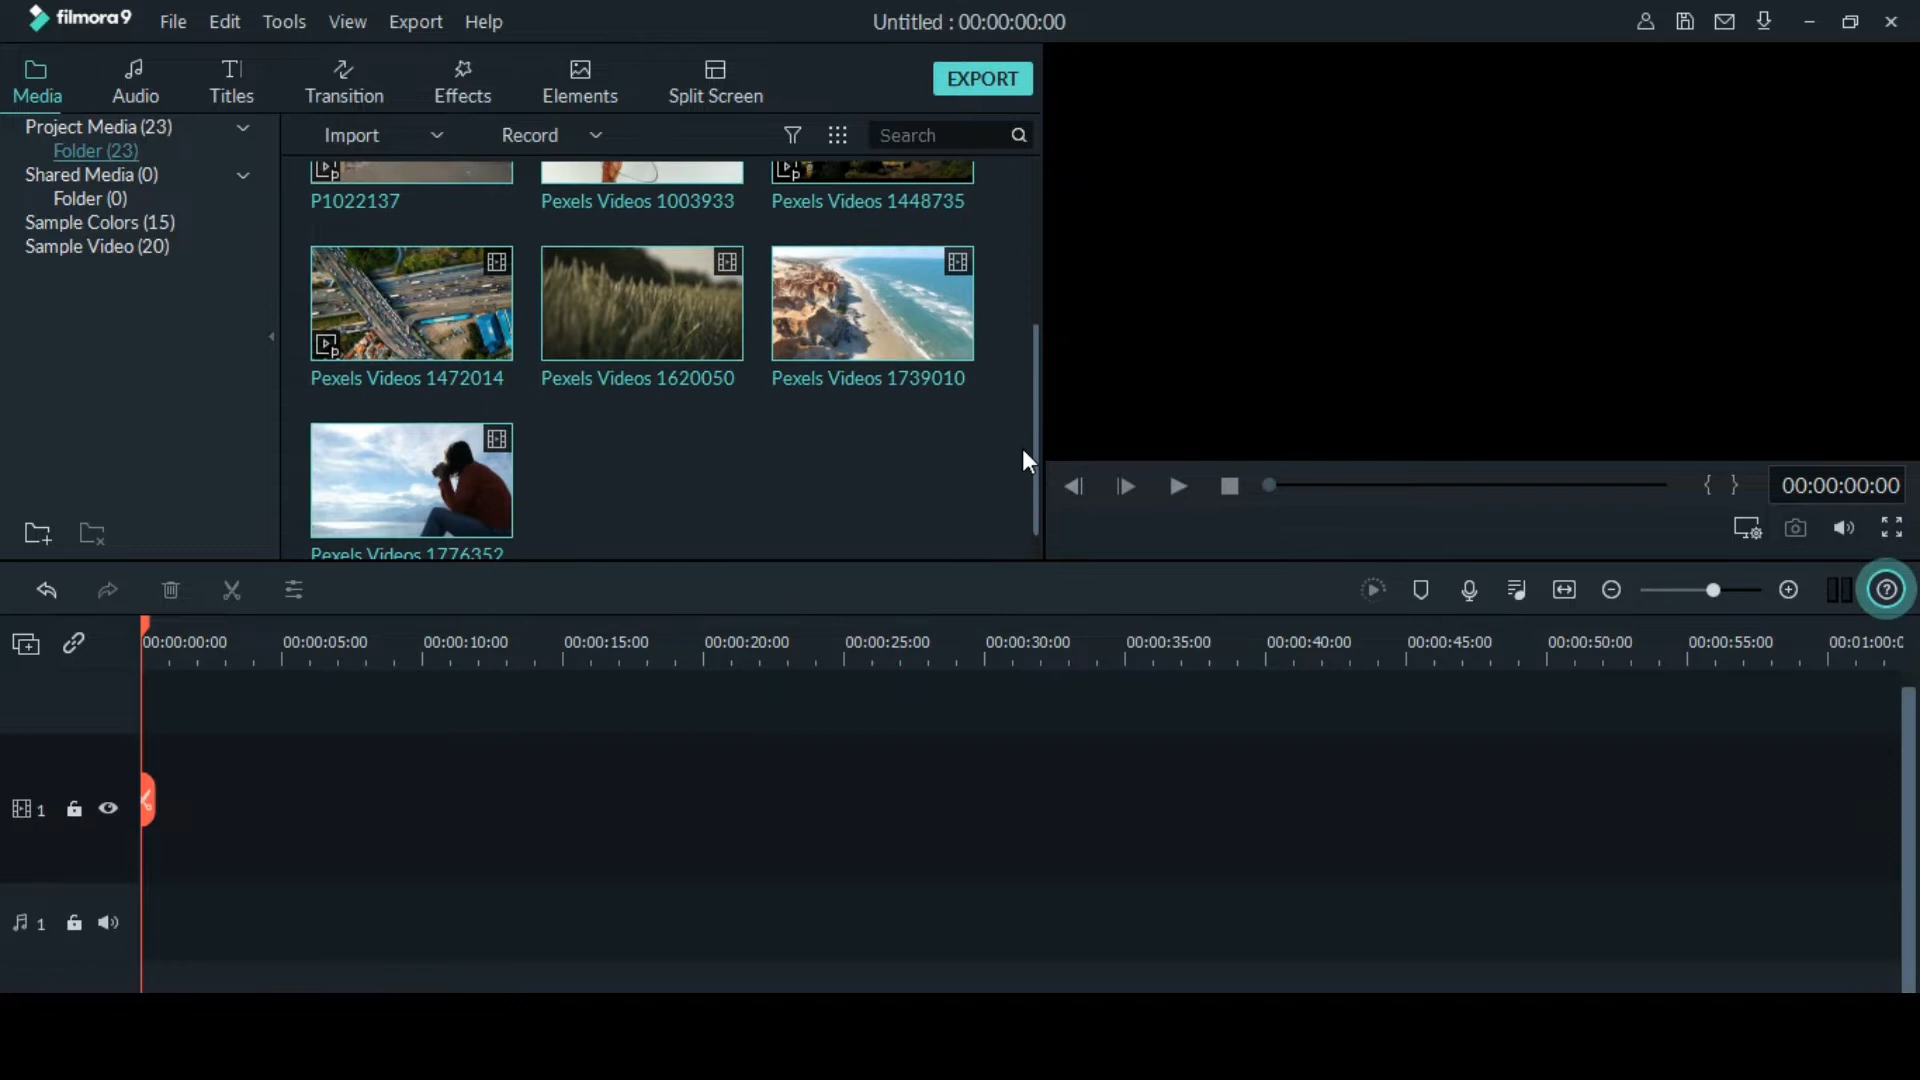 filmora9 File Edit Tools View Export Help Untitled : 00:00:00:00
Media Audio Titles Transition Effects Elements Split Screen EXPORT
Project Media (23)
Folder (23)
Shared Media (0)
Folder (0)
Sample Colors (15)
Sample Video (20)
Import Record Search
P1022137 Pexels Videos 1003933 Pexels Videos 1448735
Pexels Videos 1472014 Pexels Videos 1620050 Pexels Videos 1739010
Pexels Videos 1776352
{ } 00:00:00:00
00:00:00:00 00:00:05:00 00:00:10:00 00:00:15:00 00:00:20:00 00:00:25:00 00:00:30:00 00:00:35:00 00:00:40:00 00:00:45:00 00:00:50:00 00:00:55:00 00:01:00:0
1
1